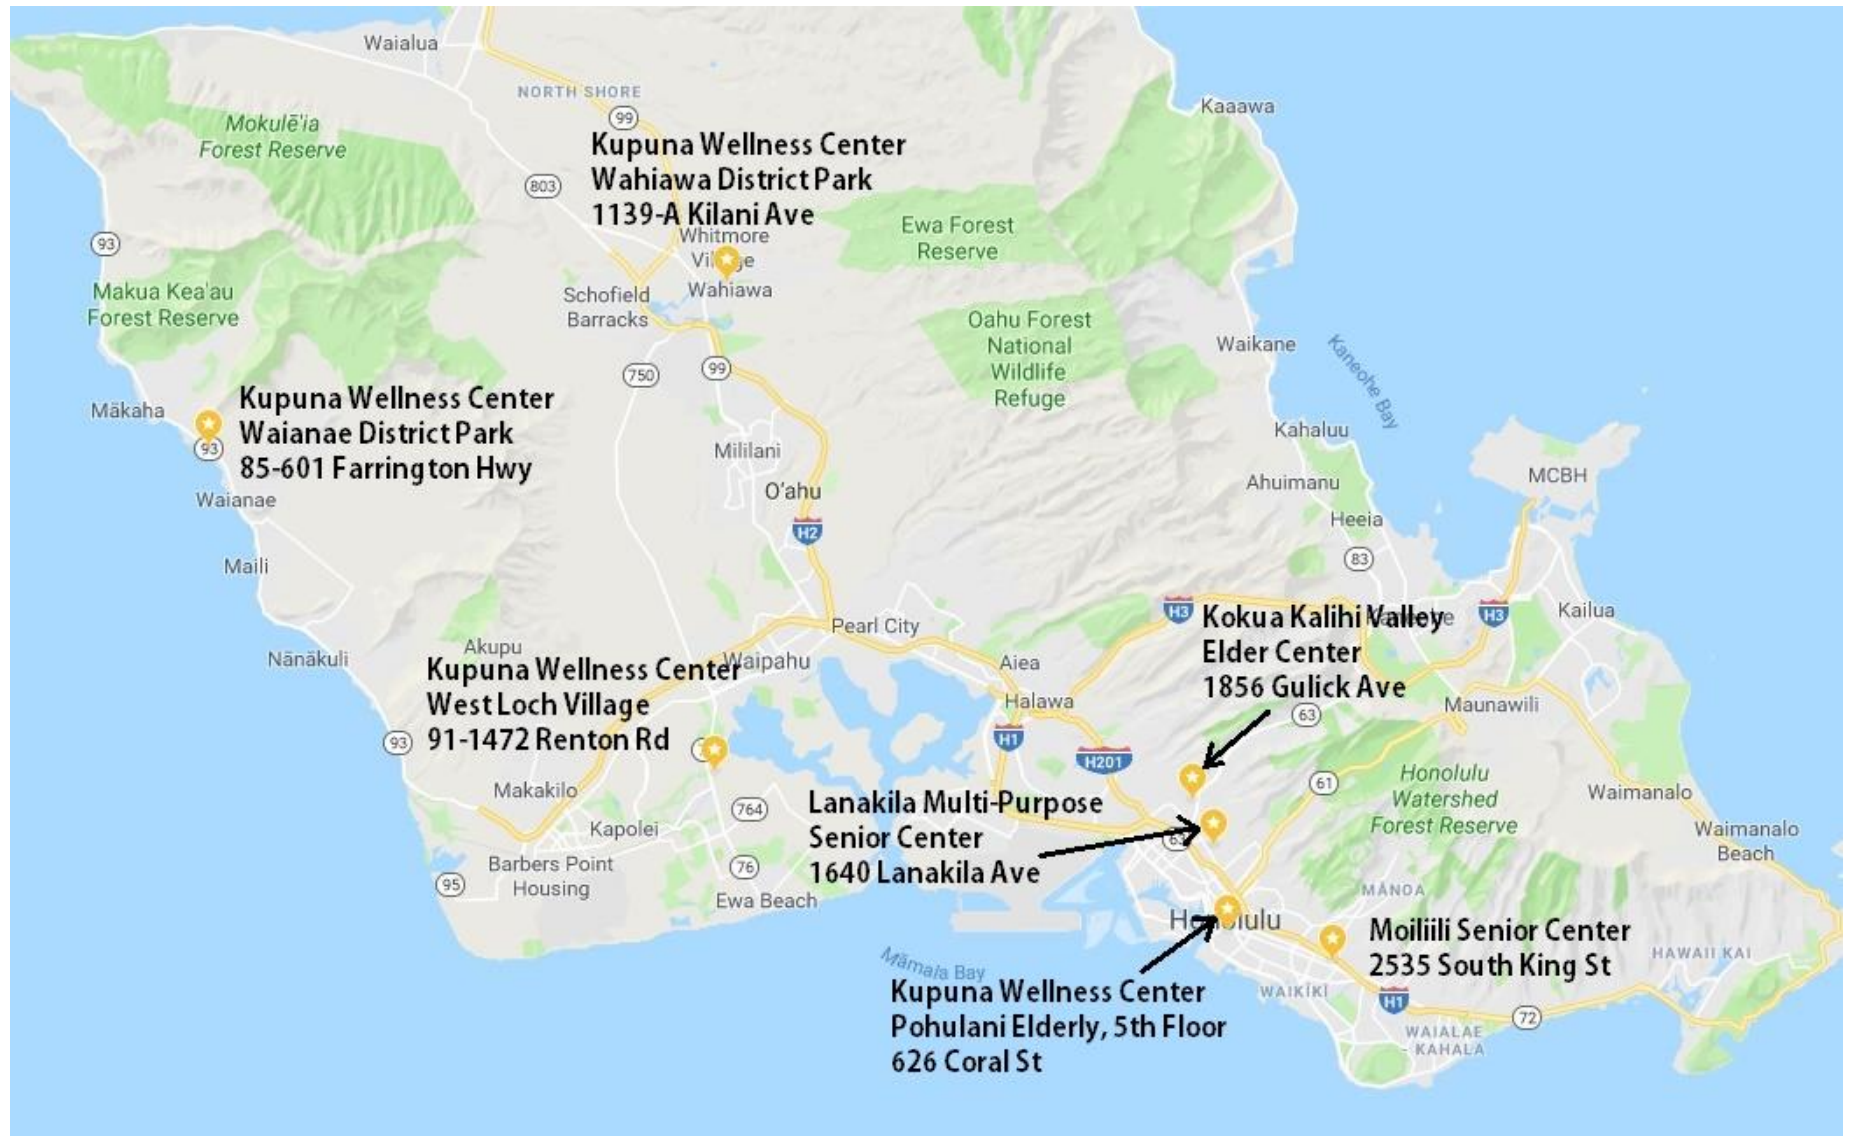 Waialua
NORTH SHORE
99
Kaaawa
Mokulē'ia
Forest Reserve
Kupuna Wellness Center
Wahiawa District Park
1139-A Kilani Ave
803
Whitmore
Village
Wahiawa
Ewa Forest
Reserve
93
Makua Kea'au
Forest Reserve
Schofield
Barracks
Oahu Forest
National
Wildlife
Refuge
Waikane
Kaneohe Bay
750
99
Mākaha
93
Kupuna Wellness Center
Waianae District Park
85-601 Farrington Hwy
Waianae
Mililani
O'ahu
H2
Kahaluu
Ahuimanu
MCBH
Heeia
83
Maili
H3
H3
Kailua
Pearl City
Kokua Kalihi Valley
Elder Center
1856 Gulick Ave
Nānākuli
Akupu
Waipahu
Aiea
Halawa
Kupuna Wellness Center
West Loch Village
91-1472 Renton Rd
93
Maunawili
63
H1
H201
61
Honolulu
Watershed
Forest Reserve
Waimanalo
Makakilo
764
Kapolei
Lanakila Multi-Purpose
Senior Center
1640 Lanakila Ave
63
Waimanalo
Beach
Barbers Point
Housing
95
76
Ewa Beach
MĀNOA
Honolulu
Moiliili Senior Center
2535 South King St
HAWAII KAI
Māmala Bay
Kupuna Wellness Center
Pohulani Elderly, 5th Floor
626 Coral St
WAIKĪKĪ
H1
72
WAIALAE
- KAHALA